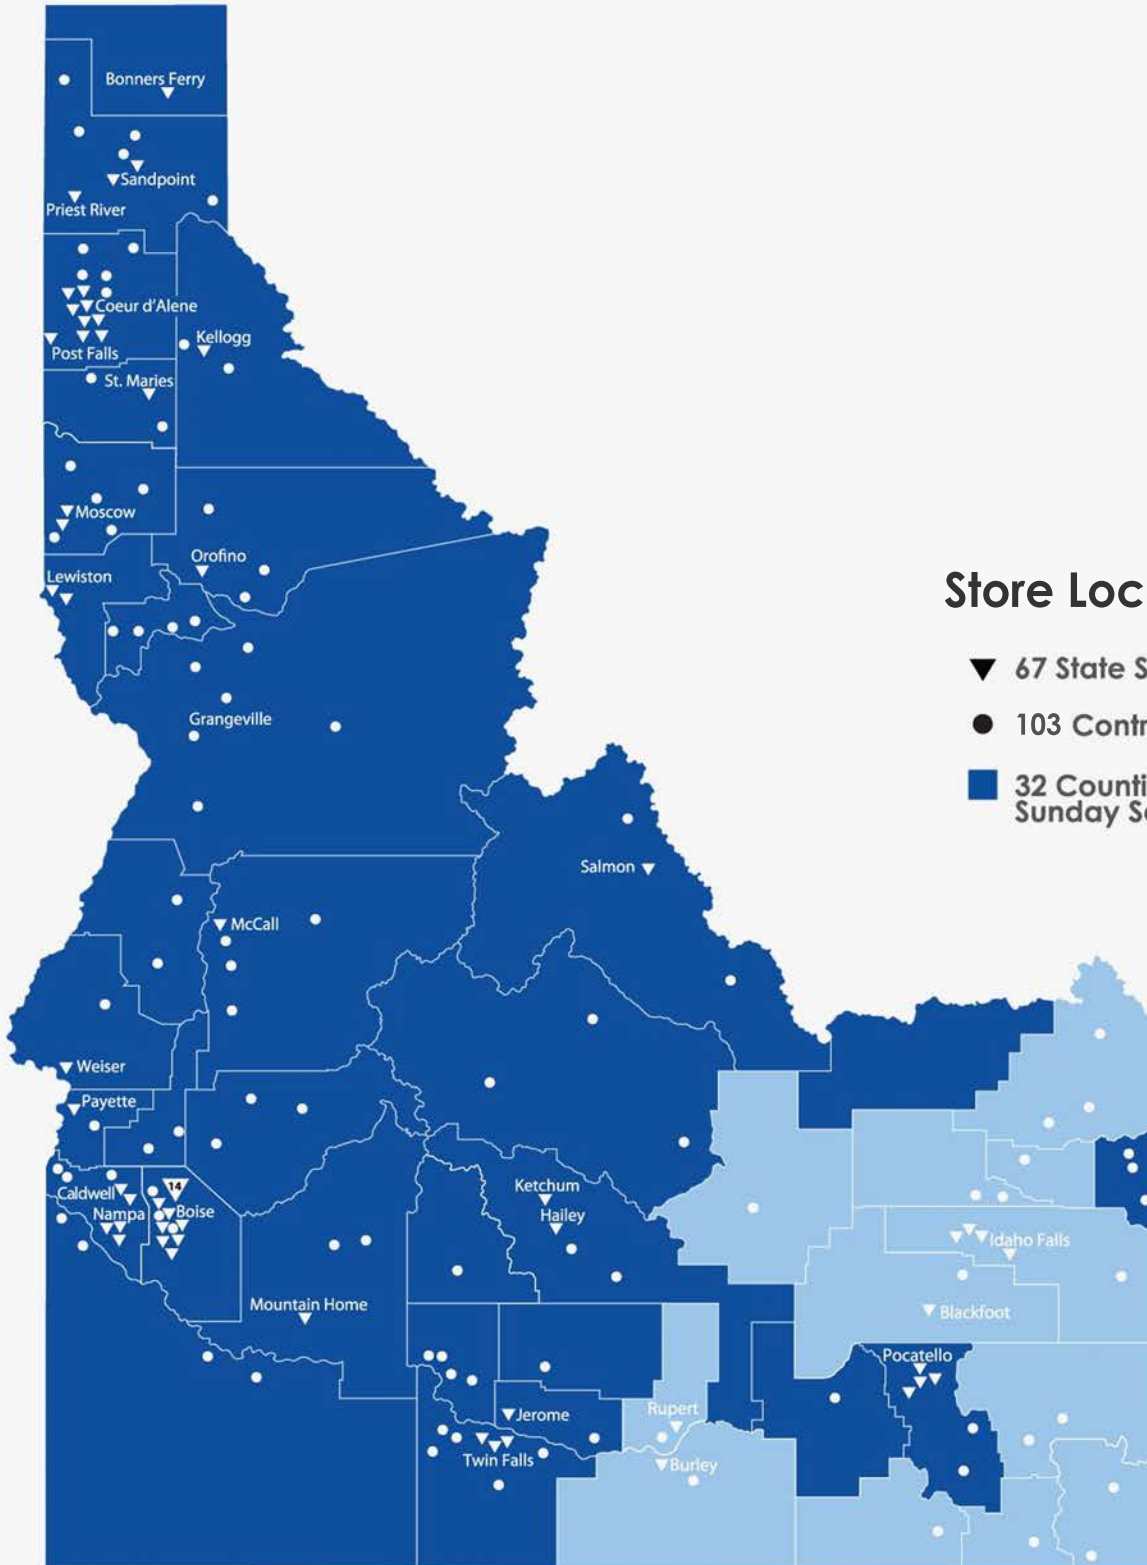 Bonners Ferry
Sandpoint
Priest River
Coeur d'Alene
Kellogg
Post Falls
St. Maries
Moscow
Orofino
Lewiston
Store Loc
67 State S
103 Contr
Grangeville
32 Counti
Sunday Sa
Salmon
McCall
Weiser
Payette
14
Caldwell
Ketchum
Nampa
Boise
Hailey
Idaho Falls
Mountain Home
Blackfoot
Pocatello
Rupert
Jerome
Twin Falls
Burley